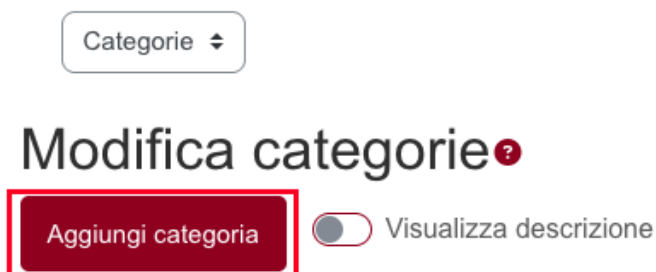 Categorie
Modifica categorie
Aggiungi categoria
Visualizza descrizione